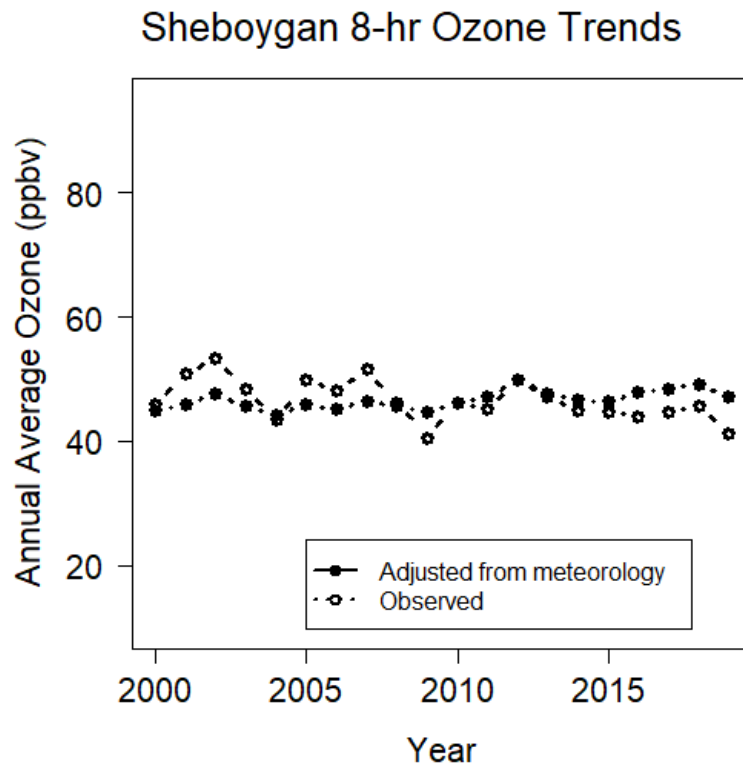 Sheboygan 8-hr Ozone Trends
Annual Average Ozone (ppbv)
80
60
40
20
Adjusted from meteorology
Observed
2000 2005 2010 2015
Year